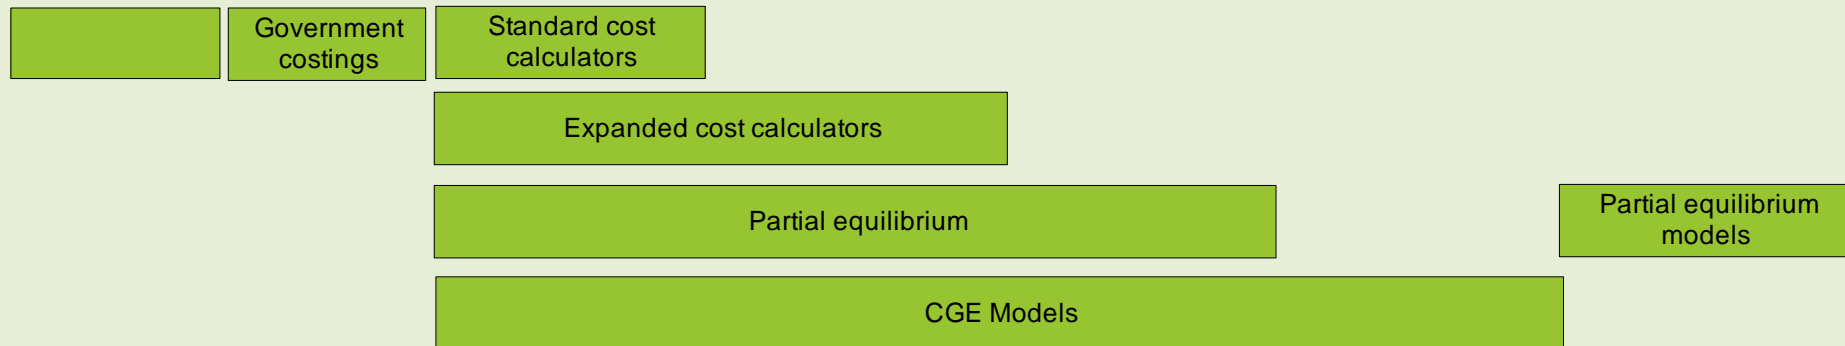 Government
costings
Standard cost
calculators
Expanded cost calculators
Partial equilibrium
Partial equilibrium
models
CGE Models